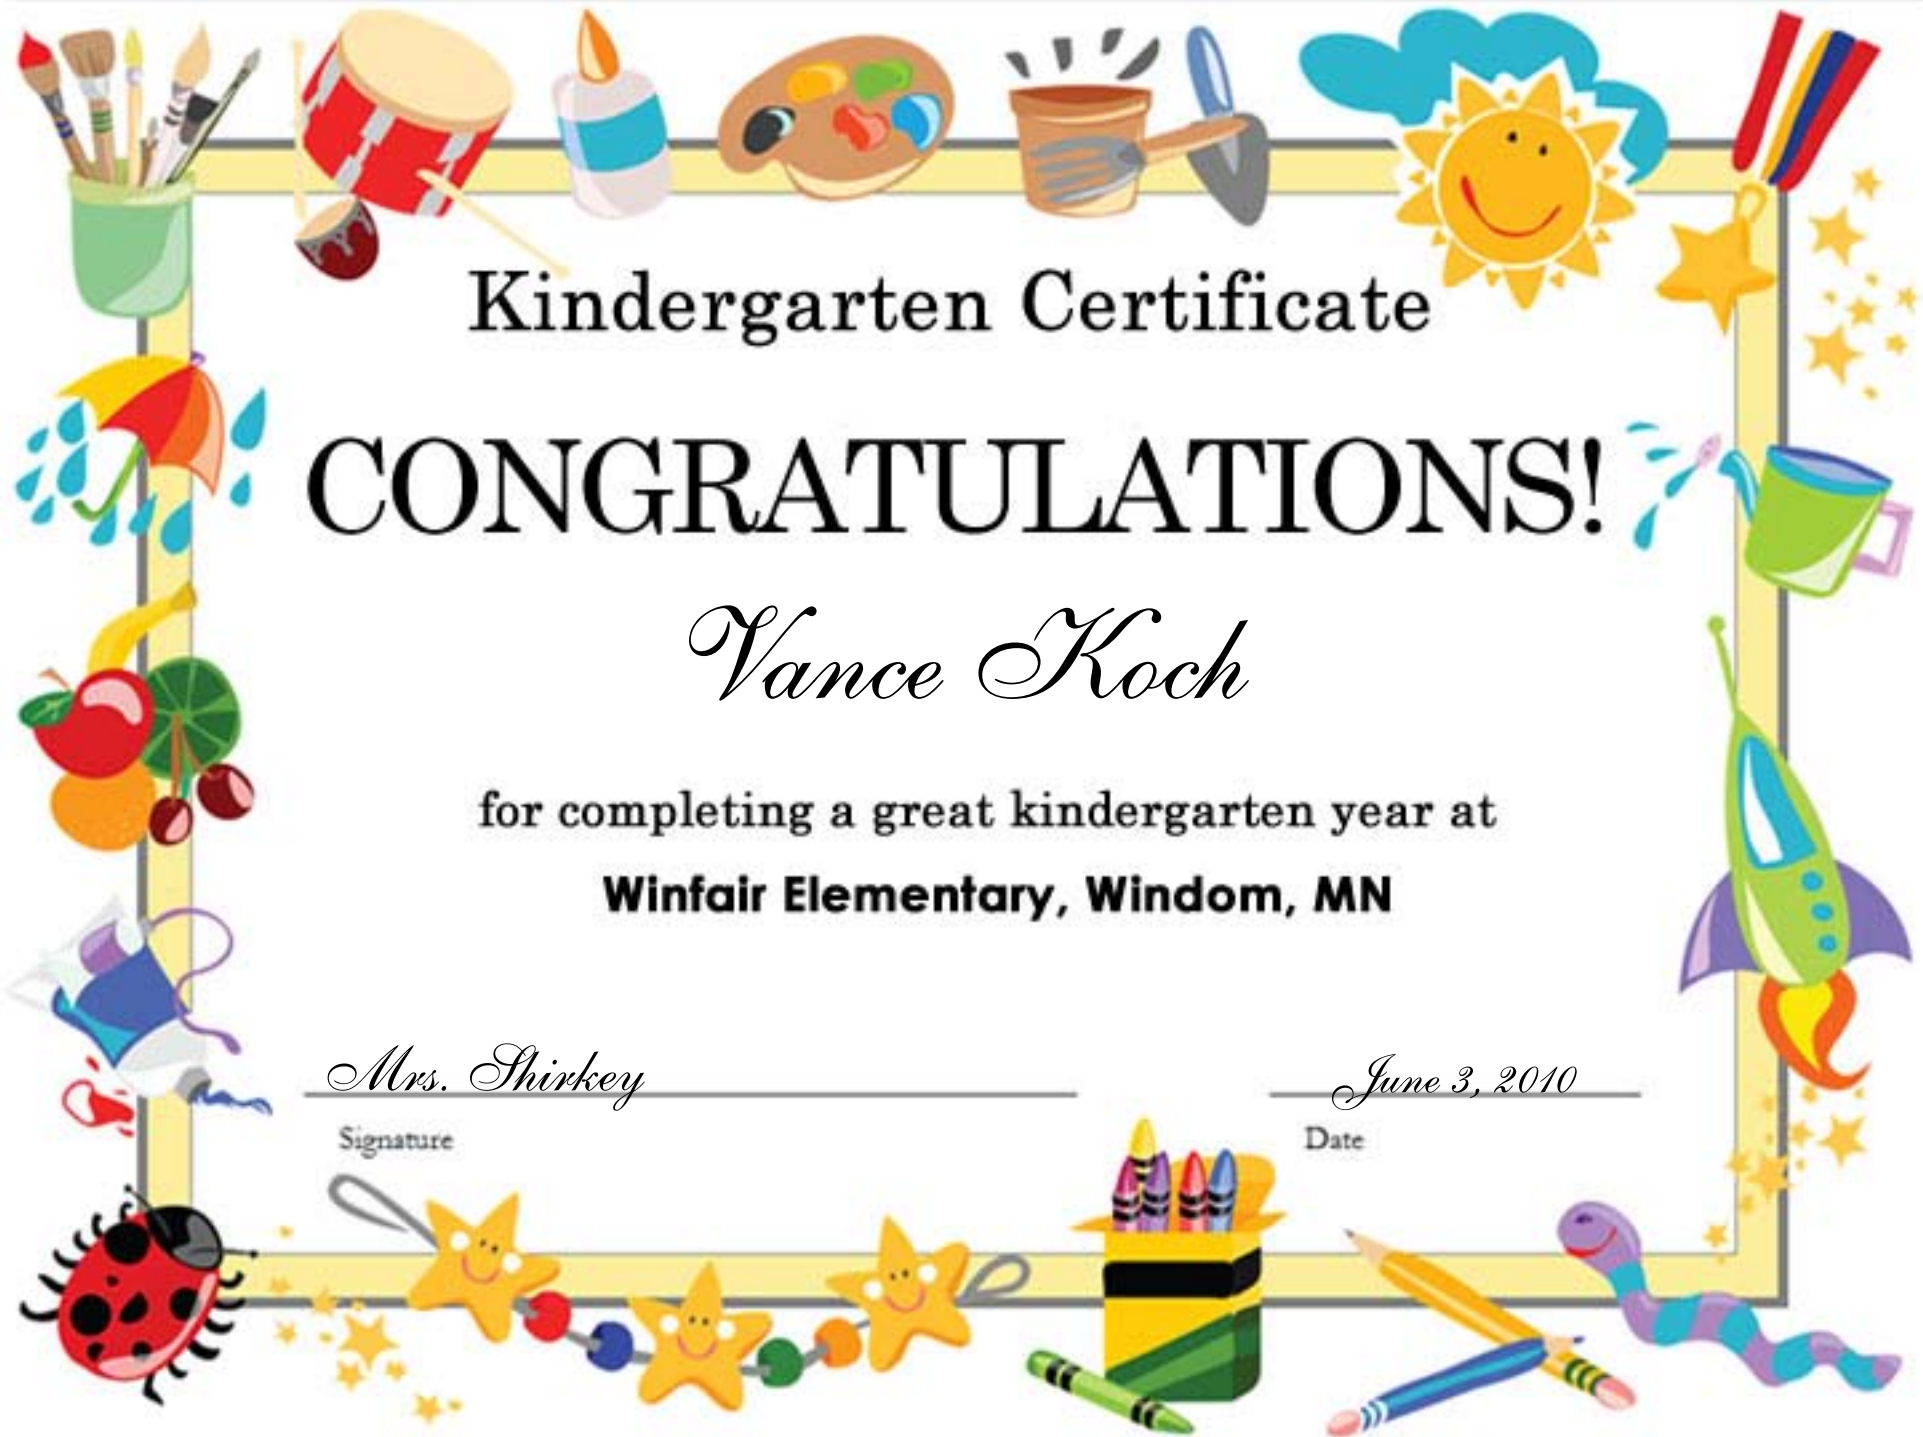 Kindergarten Certificate
CONGRATULATIONS!
Vance Koch
for completing a great kindergarten year at
Winfair Elementary, Windom, MN
Mrs. Shirkey
June 3, 2010
Signature
Date